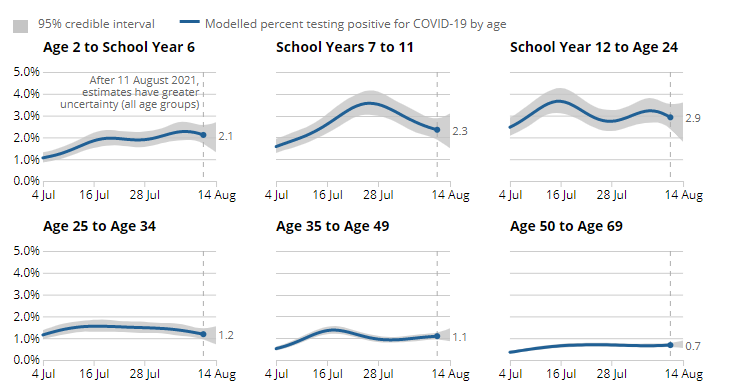 95% credible interval Modelled percent testing positive for COVID-19 by age
Age 2 to School Year 6 School Years 7 to 11 School Year 12 to Age 24
5.0%
After 11 August 2021,
4.0% estimates have greater
uncertainty (all age groups)
3.0%
2.0% 2.1 2.3 2.9
1.0%
0.0%
4 Jul 16 Jul 28 Jul 14 Aug 4 Jul 16 Jul 28 Jul 14 Aug 4 Jul 16 Jul 28 Jul 14 Aug
Age 25 to Age 34 Age 35 to Age 49 Age 50 to Age 69
5.0%
4.0%
3.0%
2.0%
1.0% 1.2 1.1 0.7
0.0%
4 Jul 16 Jul 28 Jul 14 Aug 4 Jul 16 Jul 28 Jul 14 Aug 4 Jul 16 Jul 28 Jul 14 Aug